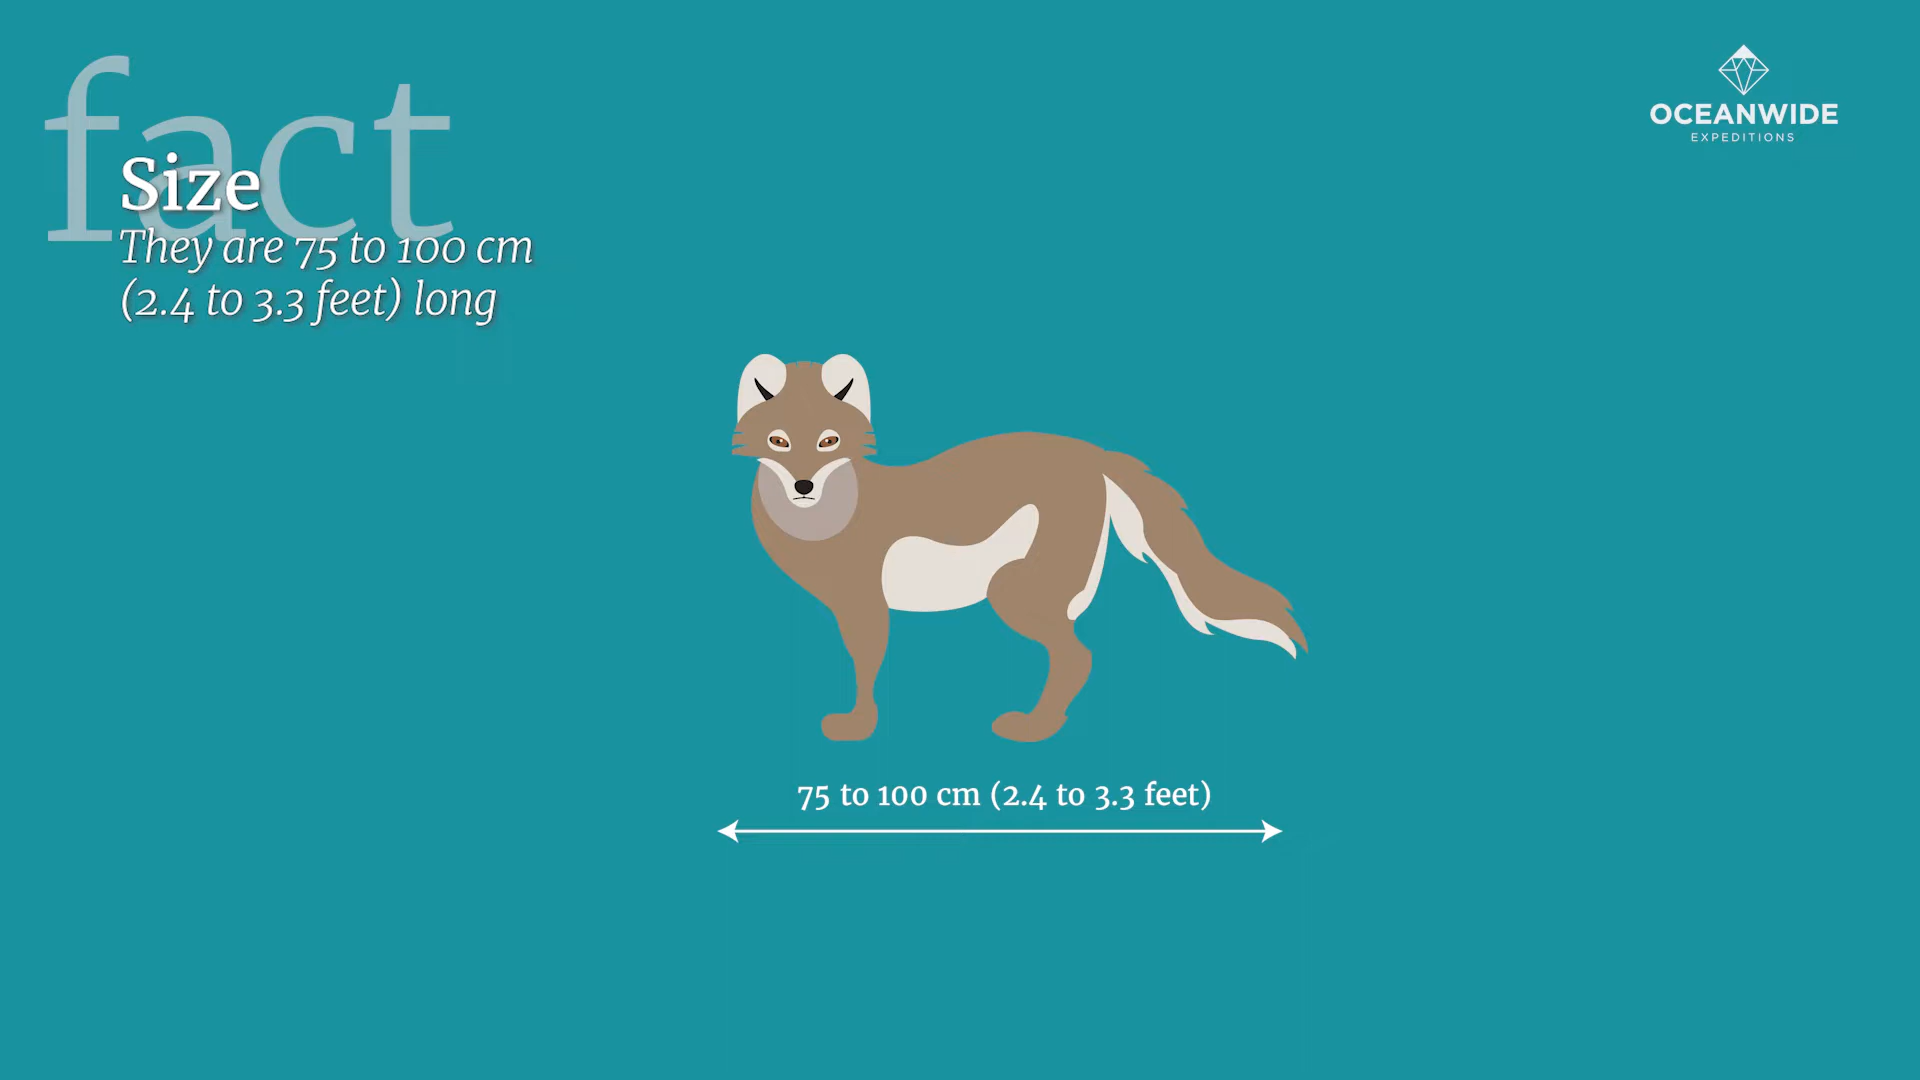 fact
Size
They are 75 to 100 cm
(2.4 to 3.3 feet) long
OCEANWIDE
EXPEDITIONS
75 to 100 cm (2.4 to 3.3 feet)